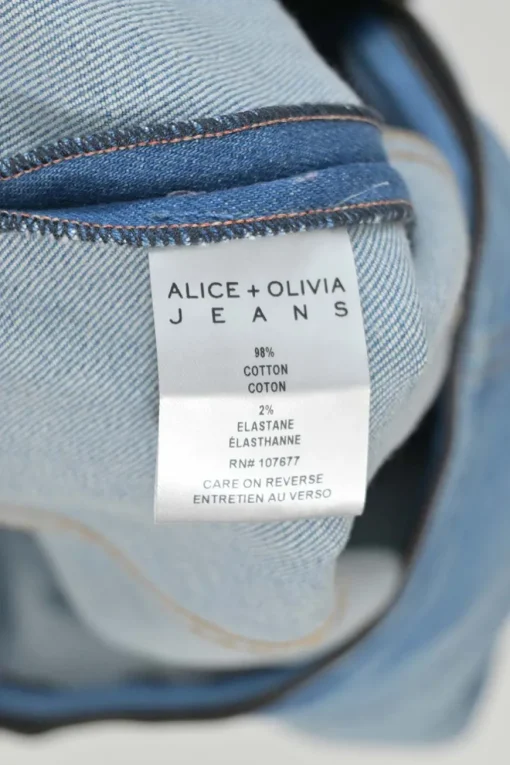 ALICE + OLIVIA
JEANS
98%
COTTON
COTON
2%
ELASTANE
ÉLASTHANNE
RN# 107677
CARE ON REVERSE
ENTRETIEN AU VERSO